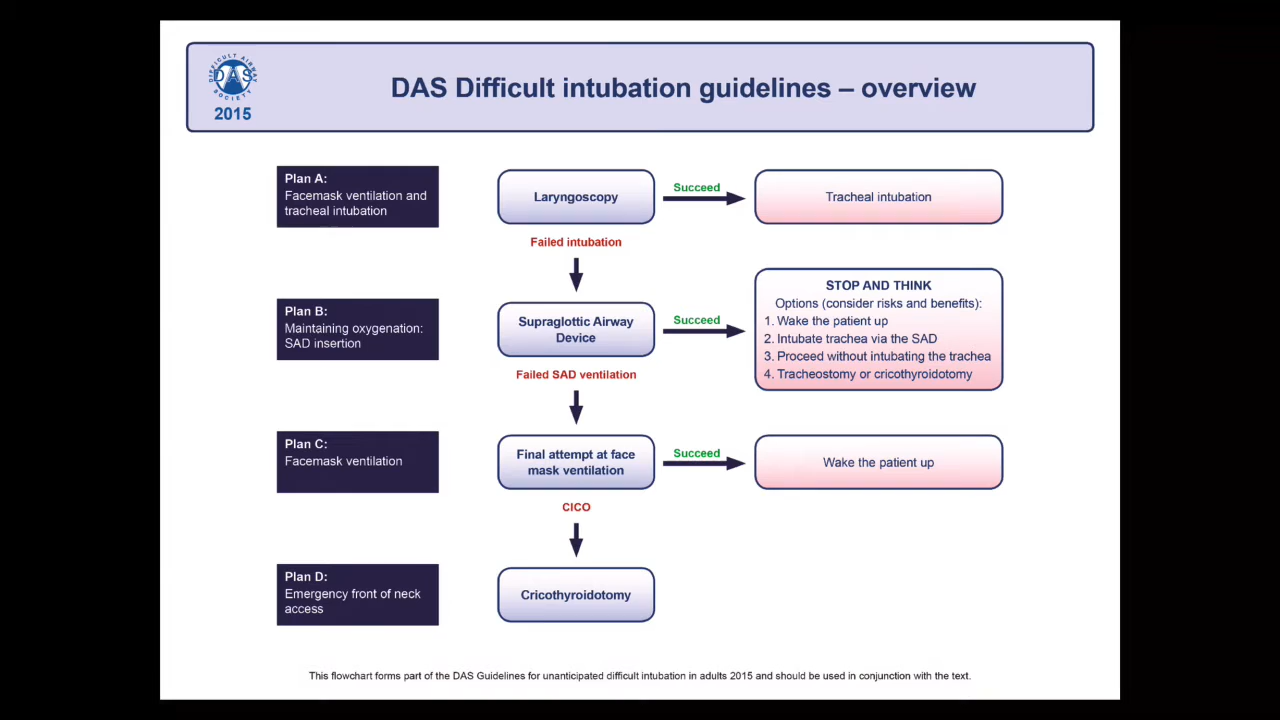 DIFFICULT AIRWAY
DAS
SOCIETY
2015
DAS Difficult intubation guidelines – overview
Plan A:
Facemask ventilation and
tracheal intubation
Laryngoscopy
Succeed
Tracheal intubation
Failed intubation
Plan B:
Maintaining oxygenation:
SAD insertion
Supraglottic Airway
Device
Succeed
STOP AND THINK
Options (consider risks and benefits):
1. Wake the patient up
2. Intubate trachea via the SAD
3. Proceed without intubating the trachea
4. Tracheostomy or cricothyroidotomy
Failed SAD ventilation
Plan C:
Facemask ventilation
Final attempt at face
mask ventilation
Succeed
Wake the patient up
CICO
Plan D:
Emergency front of neck
access
Cricothyroidotomy
This flowchart forms part of the DAS Guidelines for unanticipated difficult intubation in adults 2015 and should be used in conjunction with the text.